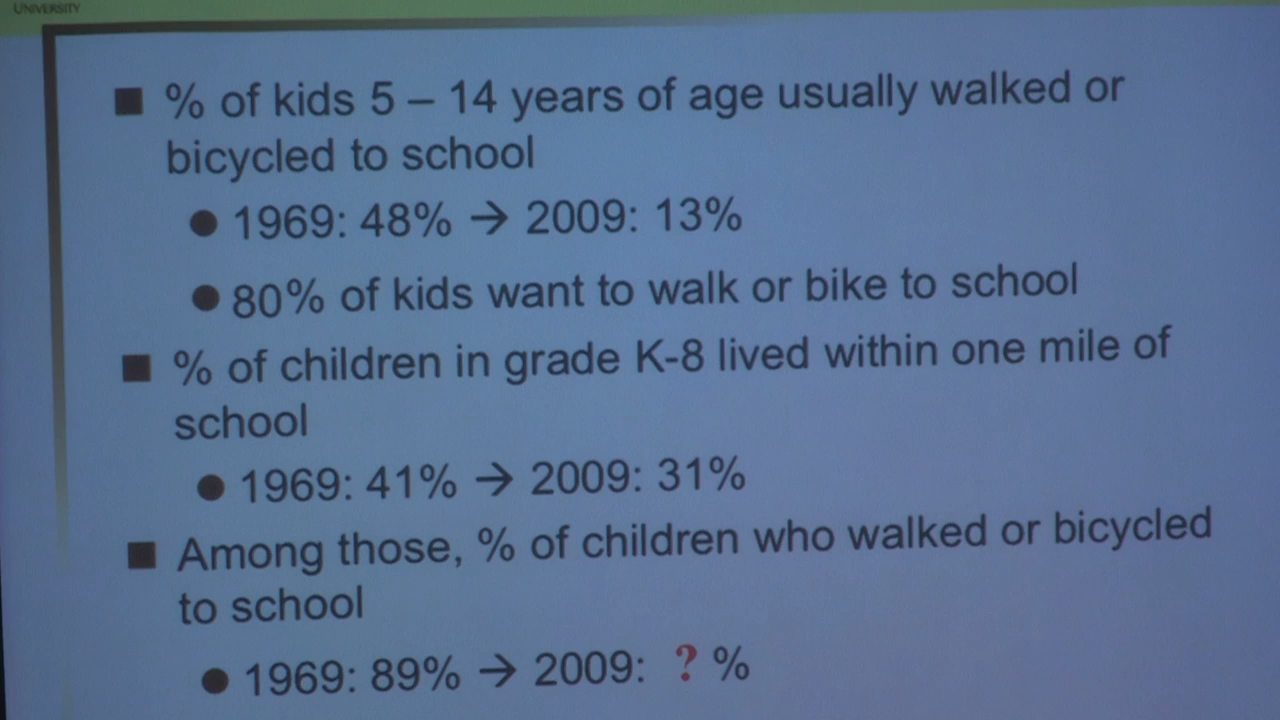 UNIVERSITY
■ % of kids 5 – 14 years of age usually walked or
bicycled to school
● 1969: 48% → 2009: 13%
● 80% of kids want to walk or bike to school
■ % of children in grade K-8 lived within one mile of
school
● 1969: 41% → 2009: 31%
■ Among those, % of children who walked or bicycled
to school
● 1969: 89% → 2009: ? %